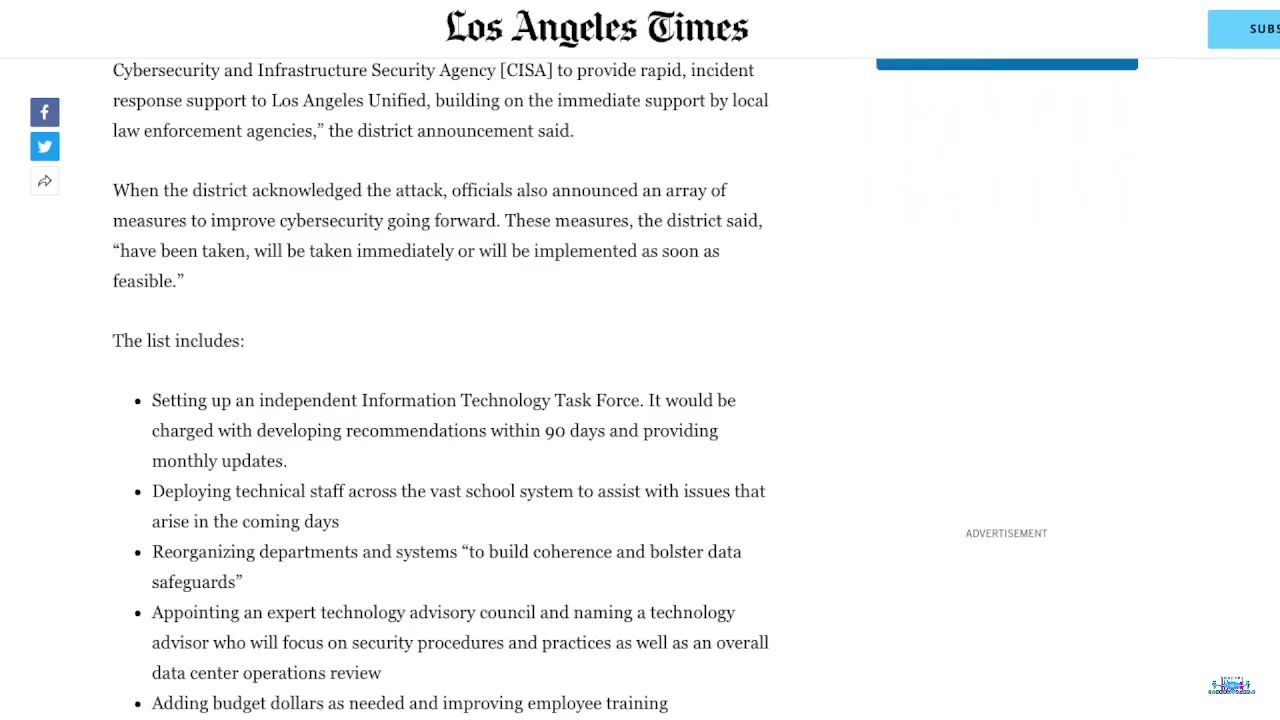 Los Angeles Times
SUBS
Cybersecurity and Infrastructure Security Agency [CISA] to provide rapid, incident
response support to Los Angeles Unified, building on the immediate support by local
law enforcement agencies,” the district announcement said.
When the district acknowledged the attack, officials also announced an array of
measures to improve cybersecurity going forward. These measures, the district said,
“have been taken, will be taken immediately or will be implemented as soon as
feasible.”
The list includes:
• Setting up an independent Information Technology Task Force. It would be
charged with developing recommendations within 90 days and providing
monthly updates.
• Deploying technical staff across the vast school system to assist with issues that
arise in the coming days
• Reorganizing departments and systems “to build coherence and bolster data
safeguards”
• Appointing an expert technology advisory council and naming a technology
advisor who will focus on security procedures and practices as well as an overall
data center operations review
• Adding budget dollars as needed and improving employee training
ADVERTISEMENT